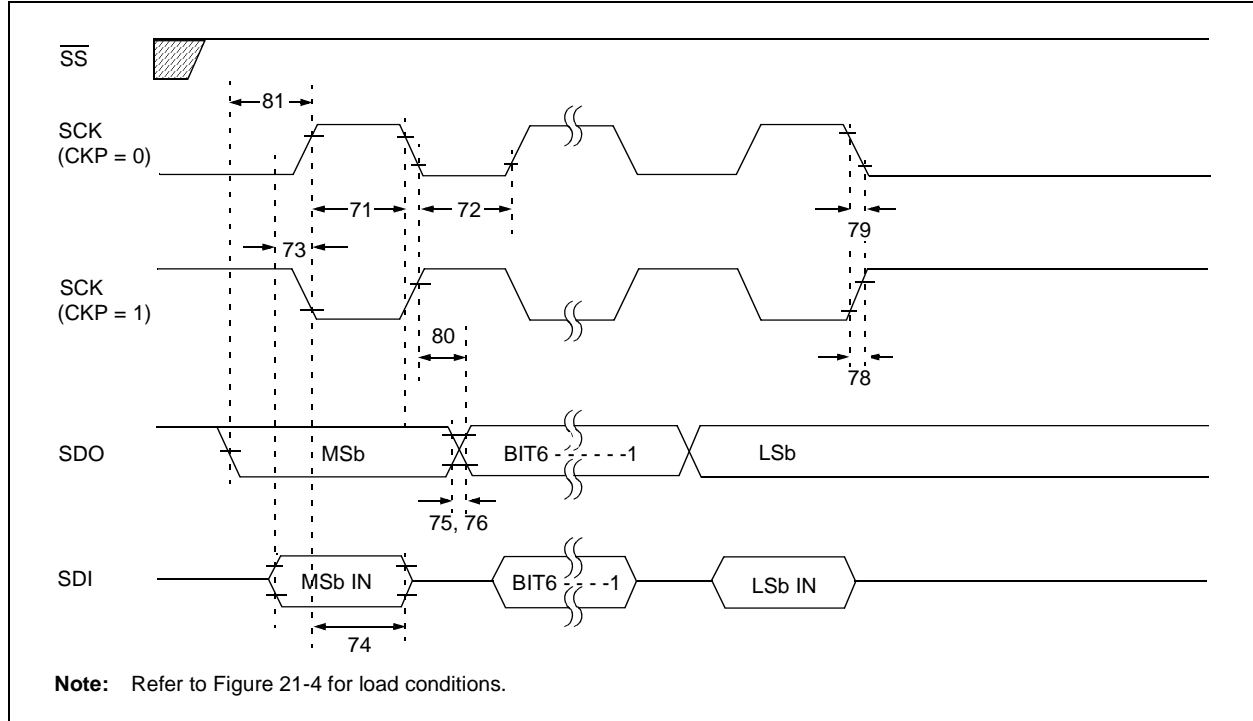 SS
81
SCK
(CKP = 0)
71
72
79
73
SCK
(CKP = 1)
80
78
SDO
MSb
BIT6 - - - - - -1
LSb
75, 76
SDI
MSb IN
BIT6 - - - -1
LSb IN
74
Note: Refer to Figure 21-4 for load conditions.